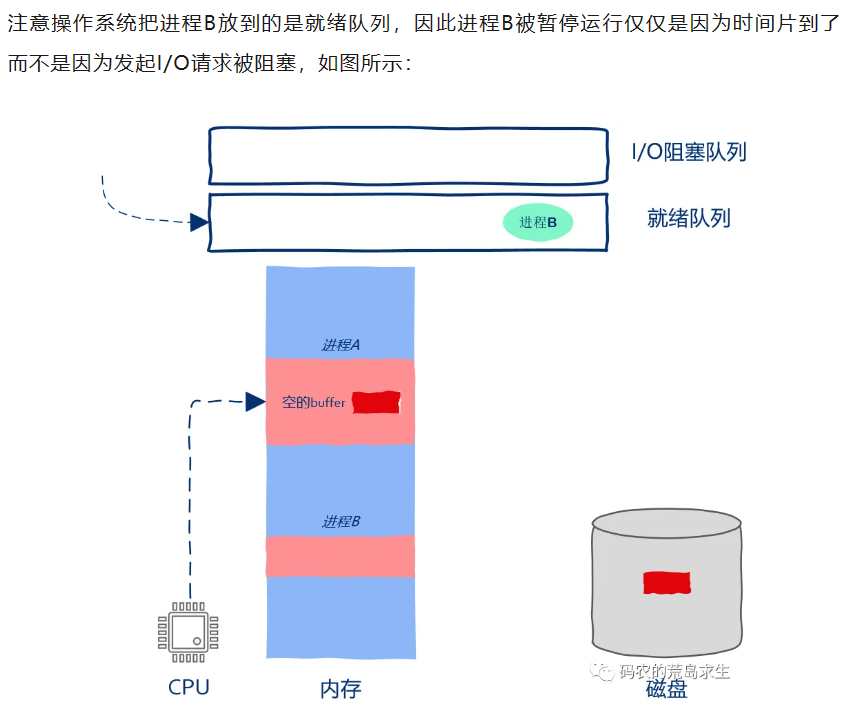 注意操作系统把进程B放到的是就绪队列，因此进程B被暂停运行仅仅是因为时间片到了
而不是因为发起I/O请求被阻塞，如图所示：
I/O阻塞队列
就绪队列
进程B
进程A
空的buffer
进程B
CPU
内存
码农的荒岛求生
磁盘